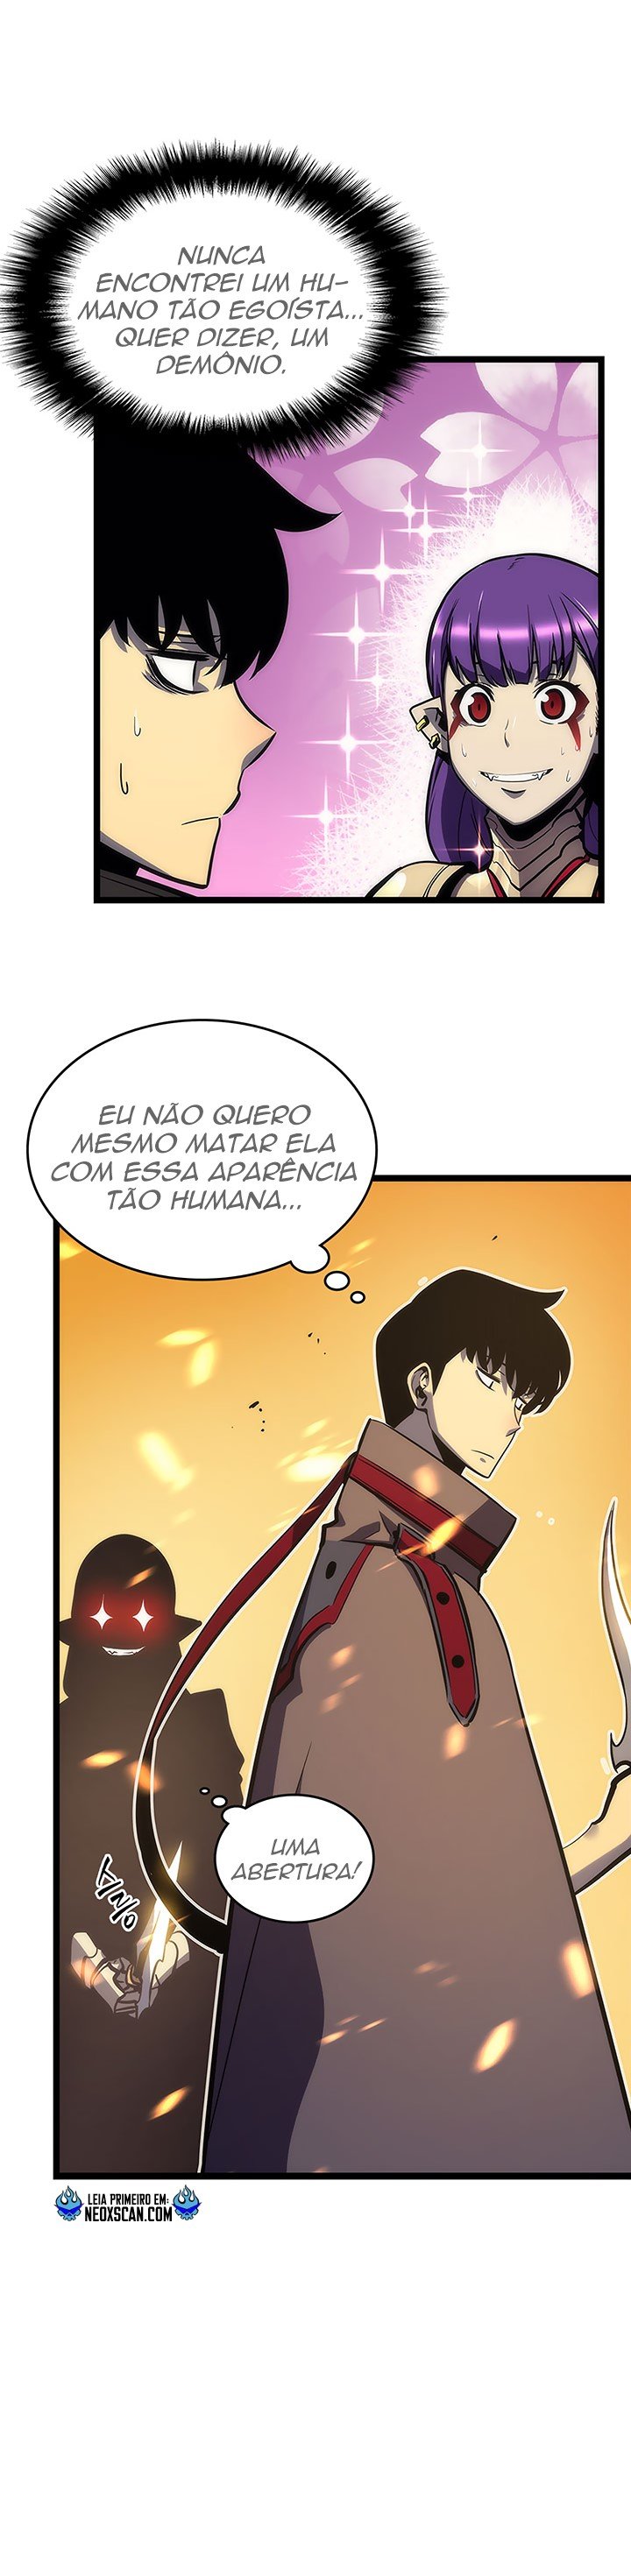 NUNCA
ENCONTREI UM HU-
MANO TÃO EGOÍSTA...
QUER DIZER, UM
DEMÔNIO.
EU NÃO QUERO
MESMO MATAR ELA
COM ESSA APARÊNCIA
TÃO HUMANA...
UMA
ABERTURA!
LEIA PRIMEIRO EM:
NEOXSCAN.COM